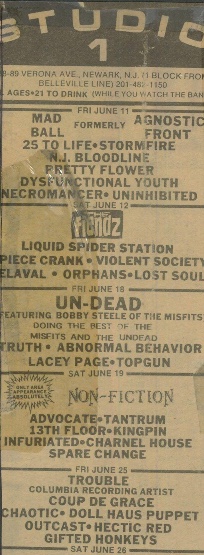 STUDIO
1
89 VERONA AVE., NEWARK, N.J. (1 BLOCK FROM
BELLEVILLE LINE) 201-482-1150
AGES•21 TO DRINK (WHILE YOU WATCH THE
FRI JUNE 11
MAD BALL FORMERLY AGNOSTIC FRONT
25 TO LIFE•STORMFIRE
N.J. BLOODLINE
PRETTY FLOWER
DYSFUNCTIONAL YOUTH
NECROMANCER• UNINHIBITED
SAT JUNE 12
fiendz
LIQUID SPIDER STATION
PIECE CRANK • VIOLENT SOCIETY
ELAVAL • ORPHANS•LOST SOUL
FRI JUNE 18
UN-DEAD
FEATURING BOBBY STEELE OF THE MISFITS
DOING THE BEST OF THE
MISFITS AND THE UNDEAD
TRUTH • ABNORMAL BEHAVIOR
LACEY PAGE•TOPGUN
SAT JUNE 19
ONLY AREA
APPEARANCE
ABSOLUTELY
NON-FICTION
ADVOCATE•TANTRUM
13TH FLOOR•KINGPIN
INFURIATED•CHARNEL HOUSE
SPARE CHANGE
FRI JUNE 25
TROUBLE
COLUMBIA RECORDING ARTIST
COUP DE GRACE
CHAOTIC• DOLL HAUS PUPPET
OUTCAST•HECTIC RED
GIFTED HONKEYS
SAT JUNE 26